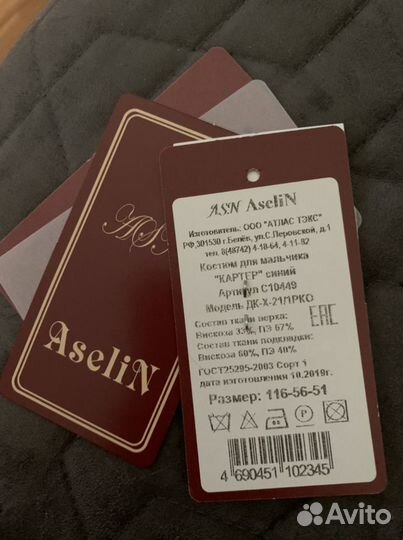 ASN
AseliN
ASN AseliN
Изготовитель: ООО "АТЛАС ТЭКС"
РФ,301530 г.Белёв, ул.С.Перовской, д.1
тел. 8(48742) 4-18-64, 4-11-92
Костюм для мальчика
"КАРТЕР" синий
Артикул С10449
Модель ДК-Х-21/1РКО
Состав ткани верха:
Вискоза 33%, ПЭ 67%
Состав ткани подкладки:
Вискоза 60%, ПЭ 40%
ГОСТ25295-2003 Сорт 1
дата изготовления 10.2019г.
Размер: 116-56-51
EAC
P
4 690451 102345
Avito